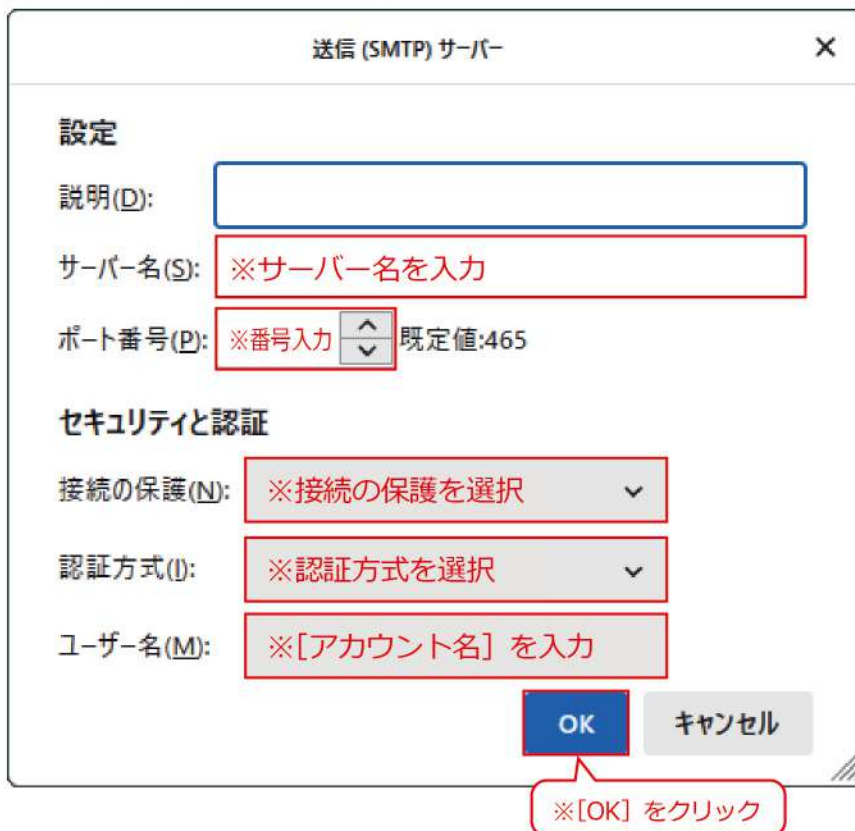 送信 (SMTP) サーバー
設定
説明(D):
サーバー名(S): ※サーバー名を入力
ポート番号(P): ※番号入力 既定値:465
セキュリティと認証
接続の保護(N): ※接続の保護を選択
認証方式(I): ※認証方式を選択
ユーザー名(M): ※[アカウント名] を入力
OK キャンセル
※[OK] をクリック